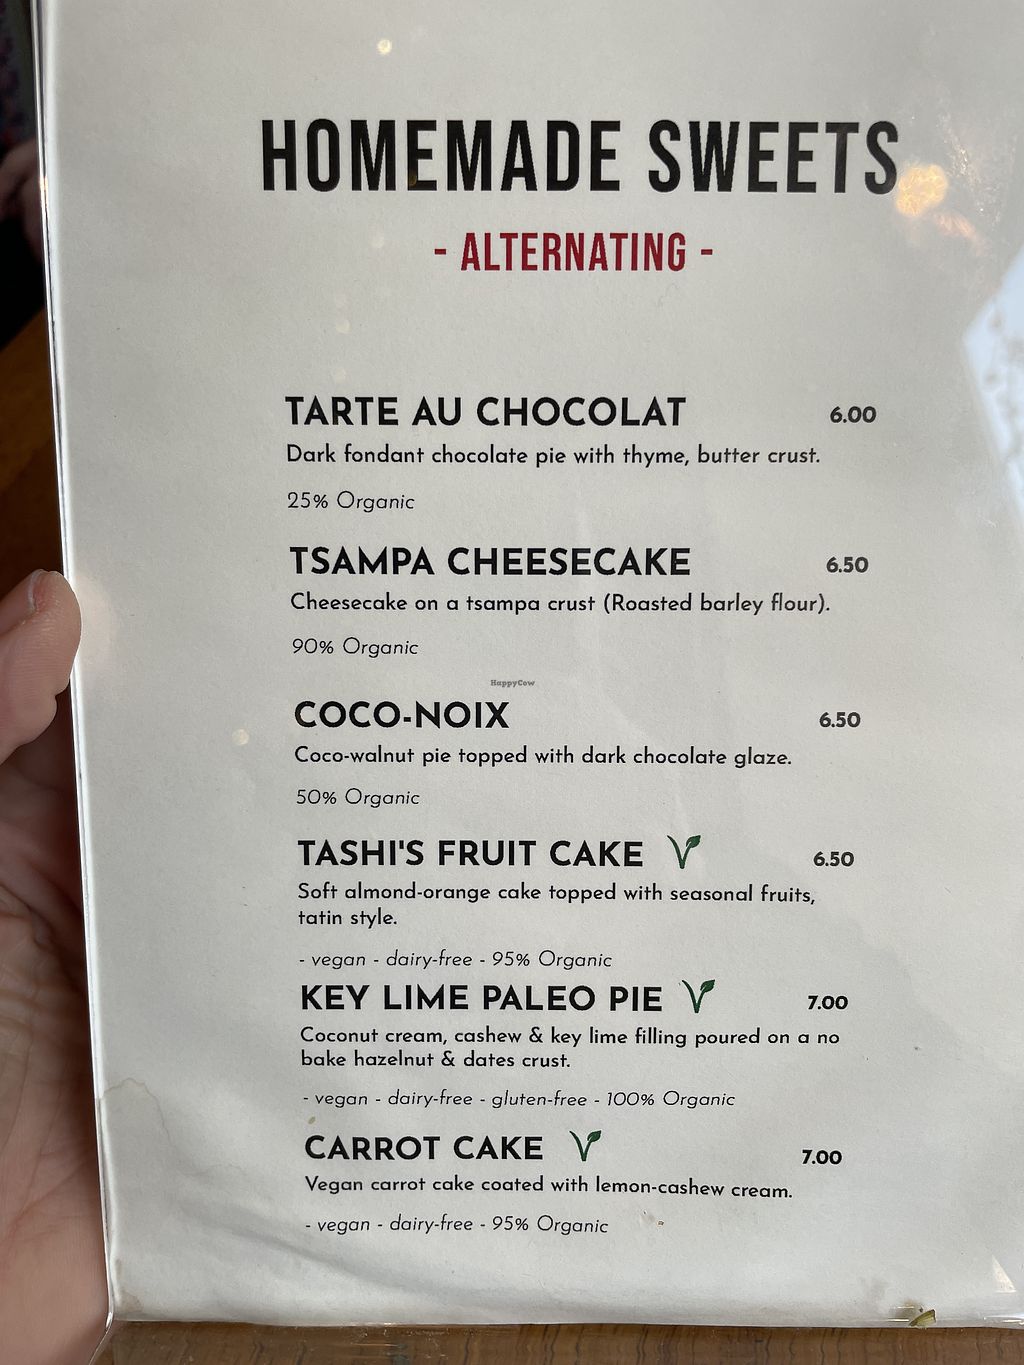 HOMEMADE SWEETS
- ALTERNATING -
TARTE AU CHOCOLAT 6.00
Dark fondant chocolate pie with thyme, butter crust.
25% Organic
TSAMPA CHEESECAKE 6.50
Cheesecake on a tsampa crust (Roasted barley flour).
90% Organic
HappyCow
COCO-NOIX 6.50
Coco-walnut pie topped with dark chocolate glaze.
50% Organic
TASHI'S FRUIT CAKE 6.50
Soft almond-orange cake topped with seasonal fruits,
tatin style.
- vegan - dairy-free - 95% Organic
KEY LIME PALEO PIE 7.00
Coconut cream, cashew & key lime filling poured on a no
bake hazelnut & dates crust.
- vegan - dairy-free - gluten-free - 100% Organic
CARROT CAKE 7.00
Vegan carrot cake coated with lemon-cashew cream.
- vegan - dairy-free - 95% Organic